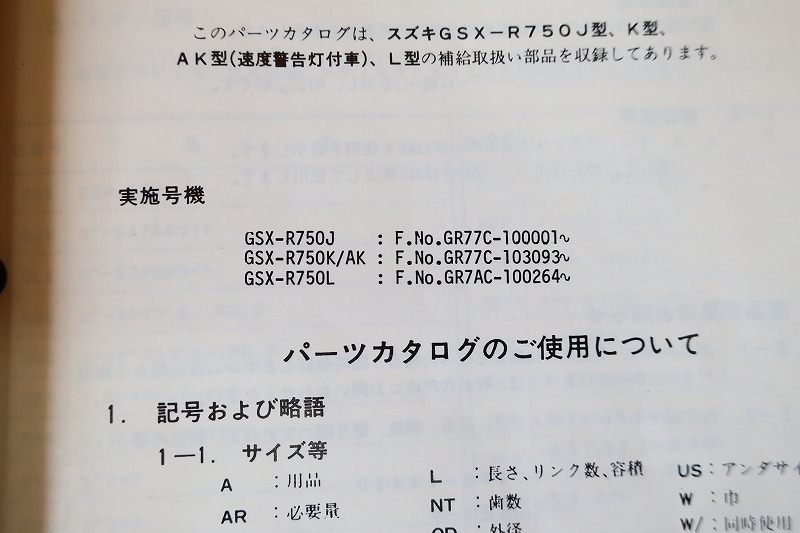 このパーツカタログは、スズキGSX－R750J型、K型、
AK型(速度警告灯付車)、L型の補給取扱い部品を収録してあります。
実施号機
GSX-R750J : F.No.GR77C-100001~
GSX-R750K/AK : F.No.GR77C-103093~
GSX-R750L : F.No.GR7AC-100264~
パーツカタログのご使用について
1. 記号および略語
1―1. サイズ等
A :用品 L :長さ、リンク数、容積 US:アンダサイ
AR :必要量 NT :歯数 W :巾
OD :外径 W/:同時使用